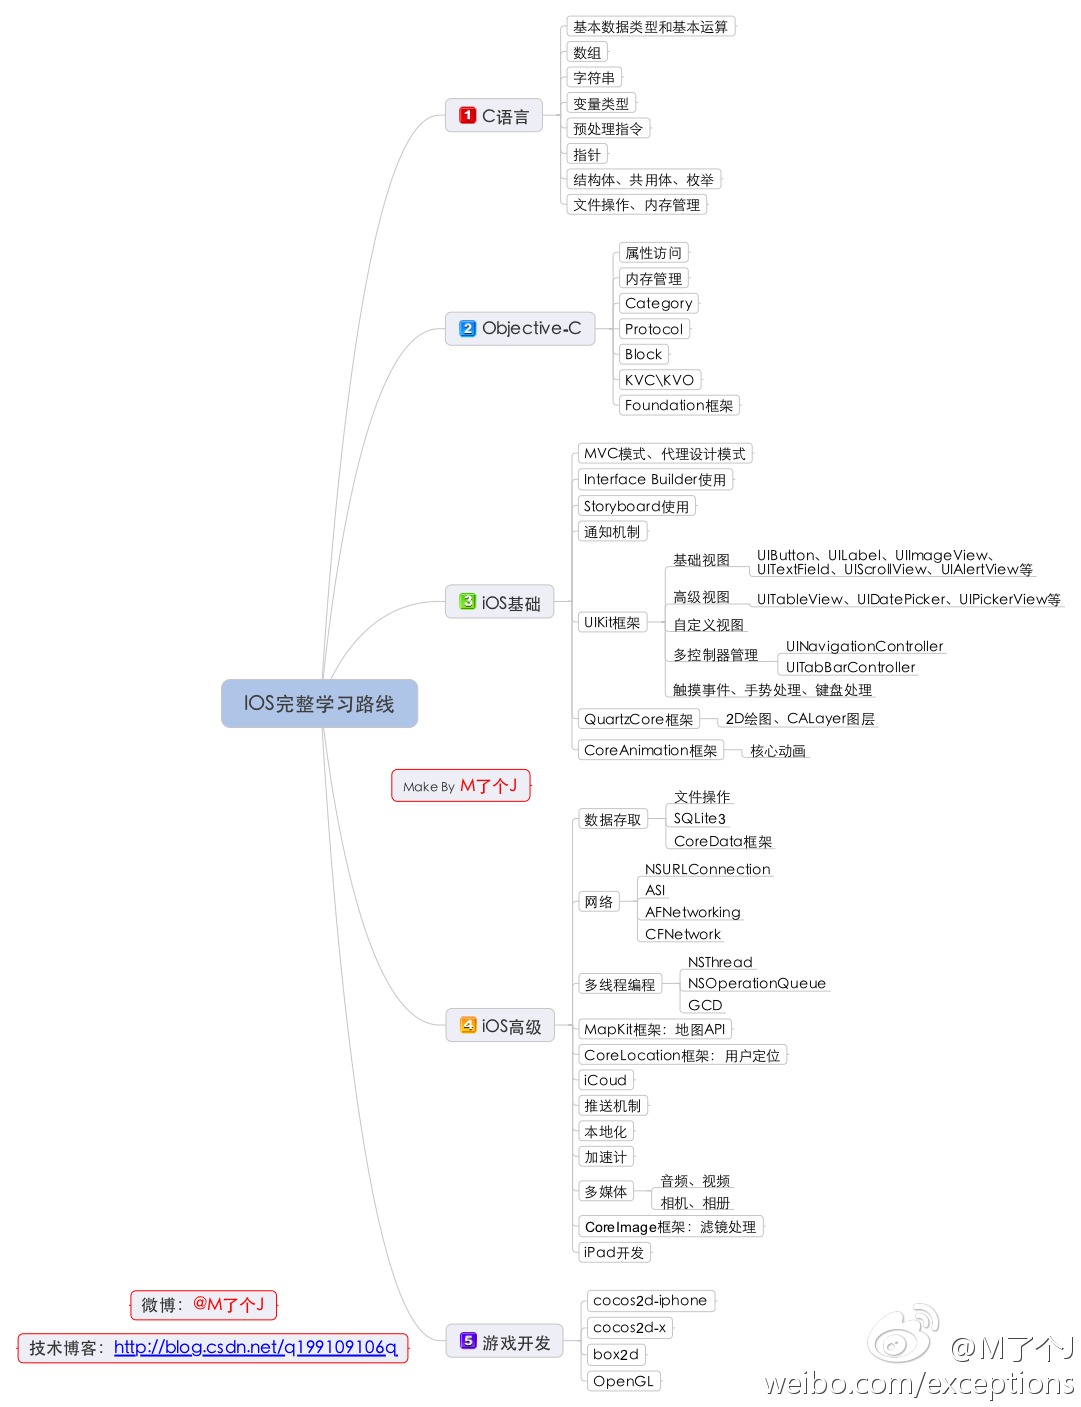 IOS完整学习路线
1 C语言
基本数据类型和基本运算
数组
字符串
变量类型
预处理指令
指针
结构体、共用体、枚举
文件操作、内存管理
2 Objective-C
属性访问
内存管理
Category
Protocol
Block
KVC\KVO
Foundation框架
3 iOS基础
MVC模式、代理设计模式
Interface Builder使用
Storyboard使用
通知机制
UIKit框架
基础视图
UIButton、UILabel、UIImageView、
UITextField、UIScrollView、UIAlertView等
高级视图
UITableView、UIDatePicker、UIPickerView等
自定义视图
多控制器管理
UINavigationController
UITabBarController
触摸事件、手势处理、键盘处理
QuartzCore框架
2D绘图、CALayer图层
CoreAnimation框架
核心动画
Make By M了个J
4 iOS高级
数据存取
文件操作
SQLite3
CoreData框架
网络
NSURLConnection
ASI
AFNetworking
CFNetwork
多线程编程
NSThread
NSOperationQueue
GCD
MapKit框架：地图API
CoreLocation框架：用户定位
iCoud
推送机制
本地化
加速计
多媒体
音频、视频
相机、相册
CoreImage框架：滤镜处理
iPad开发
5 游戏开发
cocos2d-iphone
cocos2d-x
box2d
OpenGL
微博：@M了个J
技术博客：http://blog.csdn.net/q199109106q
@M了个J
weibo.com/exceptions